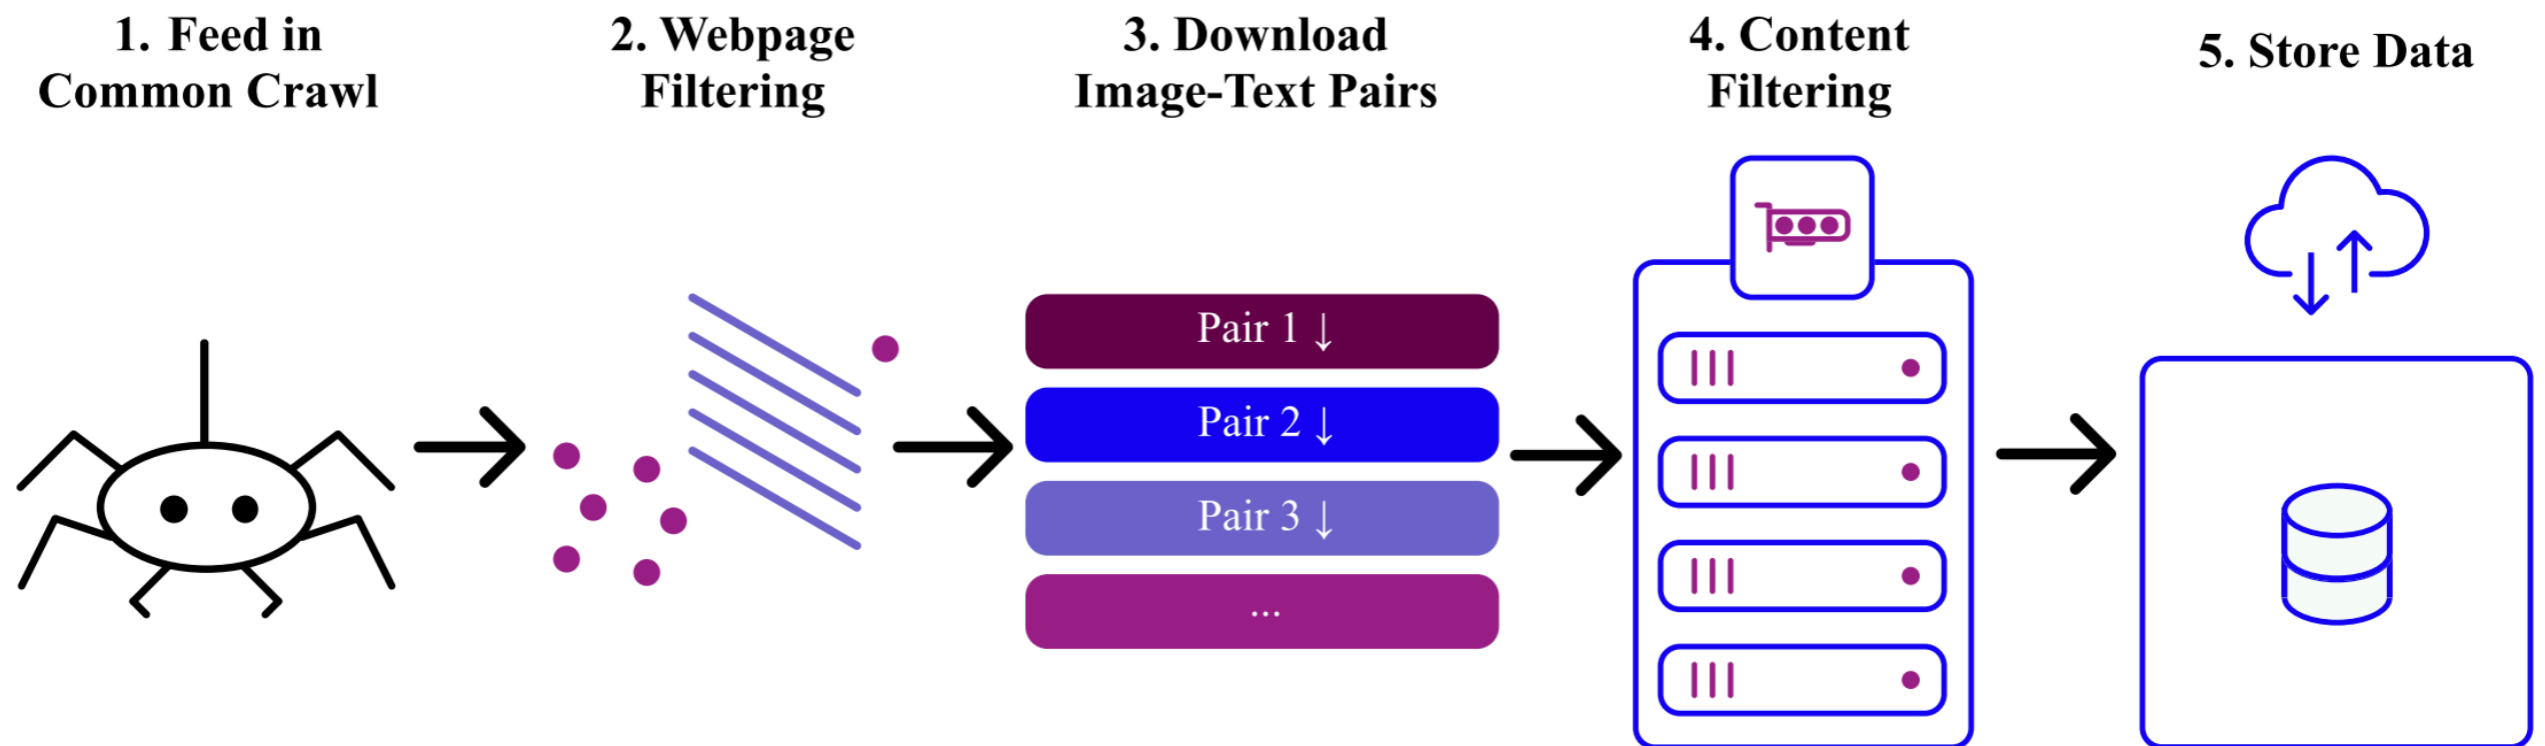 1. Feed in
Common Crawl
2. Webpage
Filtering
3. Download
Image-Text Pairs
4. Content
Filtering
5. Store Data
Pair 1 ↓
Pair 2 ↓
Pair 3 ↓
...